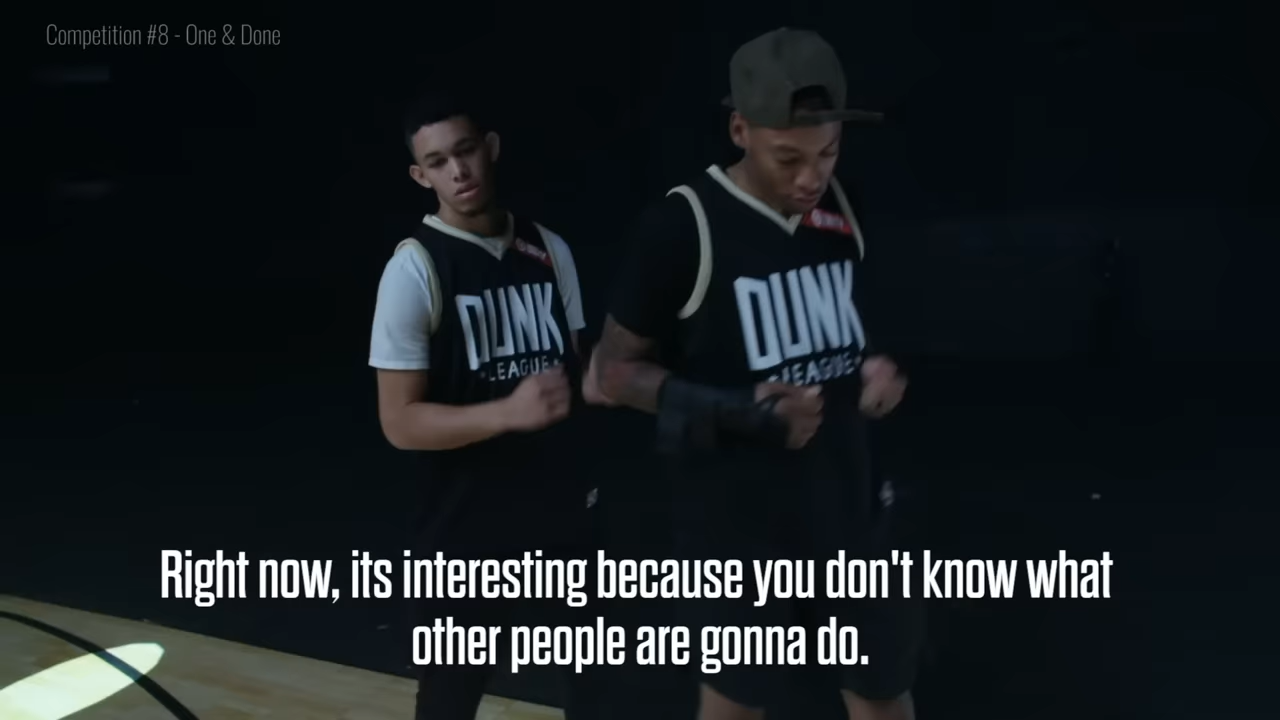 Competition #8 - One & Done
DUNK
LEAGUE
DUNK
LEAGUE
Right now, its interesting because you don't know what
other people are gonna do.